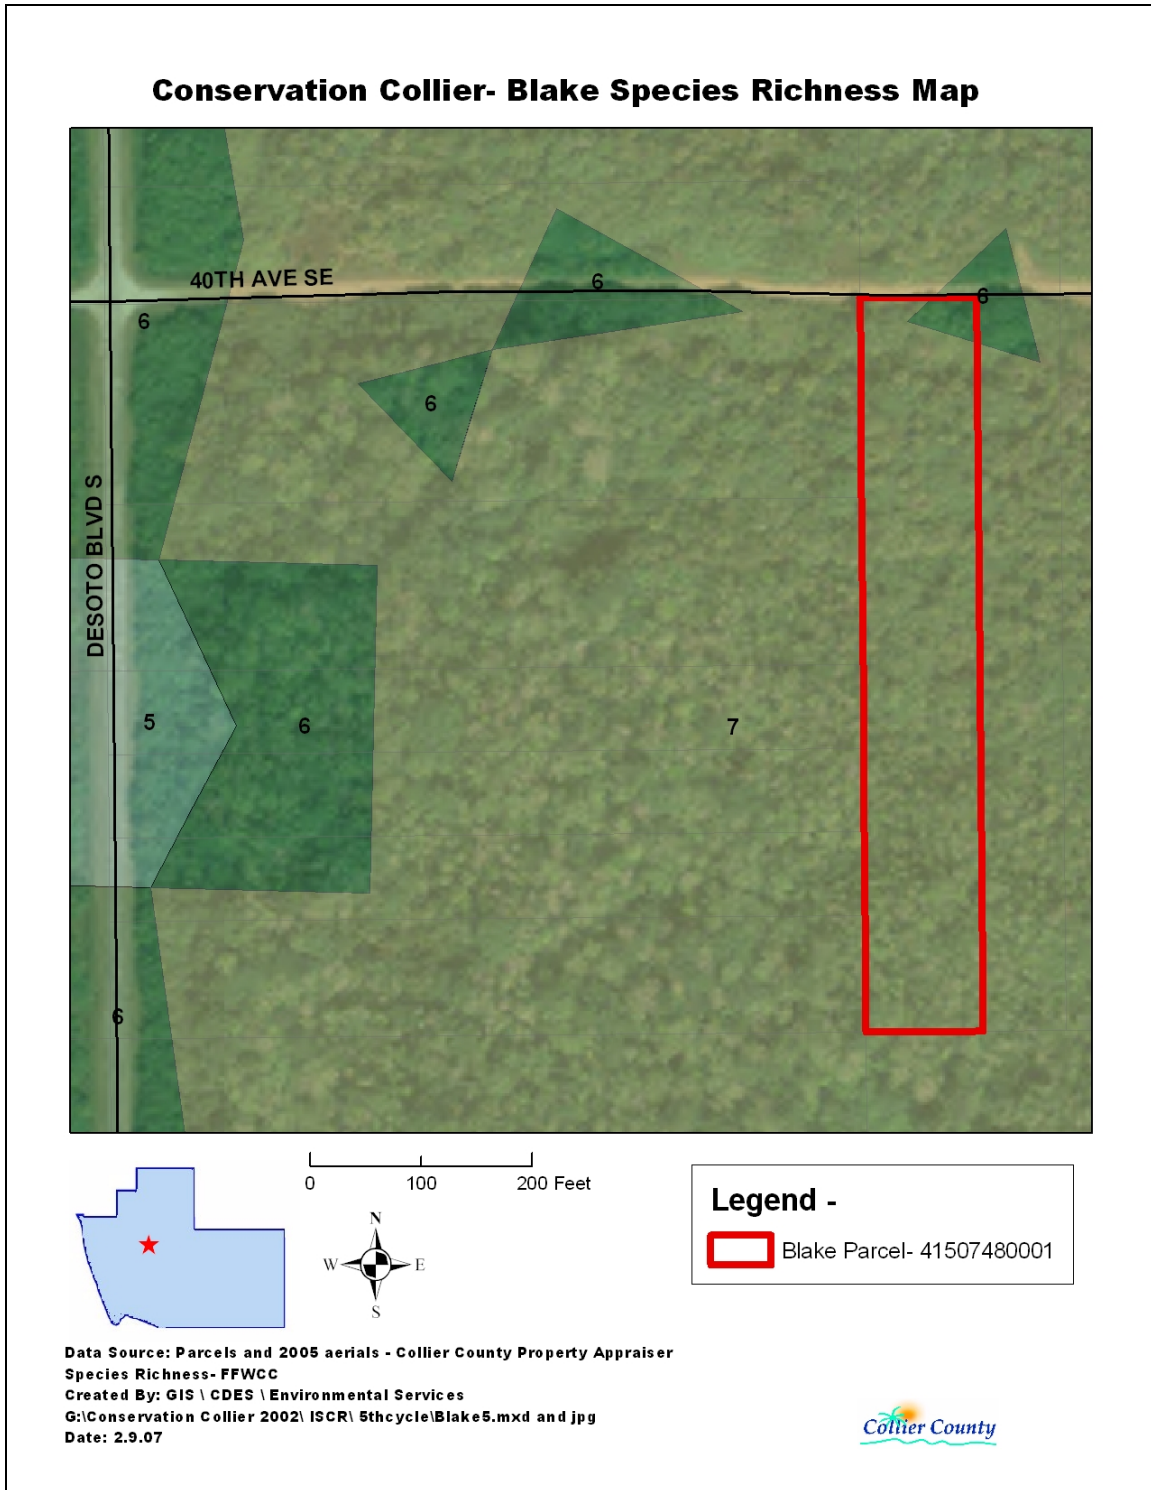 Conservation Collier- Blake Species Richness Map
40TH AVE SE
6
6
6
6
6
DESOTO BLVD S
5
6
7
6
0 100 200 Feet
N
W E
S
Legend -
Blake Parcel- 41507480001
Data Source: Parcels and 2005 aerials - Collier County Property Appraiser
Species Richness- FFWCC
Created By: GIS \ CDES \ Environmental Services
G:\Conservation Collier 2002\ ISCR\ 5thcycle\Blake5.mxd and jpg
Date: 2.9.07
Collier County